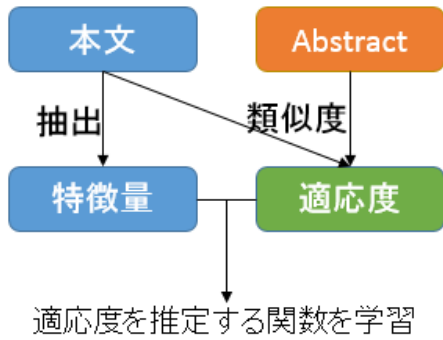 本文
Abstract
抽出
類似度
特徴量
適応度
適応度を推定する関数を学習